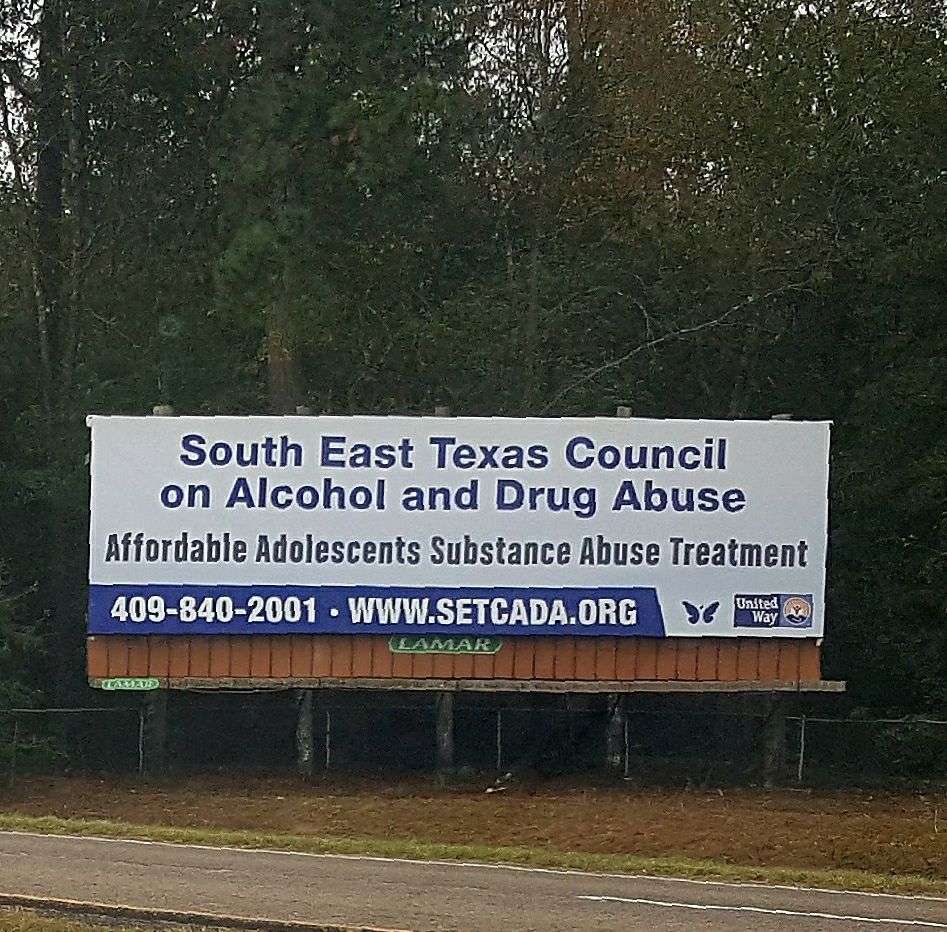 South East Texas Council
on Alcohol and Drug Abuse
Affordable Adolescents Substance Abuse Treatment
409-840-2001 · WWW.SETCADA.ORG
United
Way
LAMAR
LAMAR